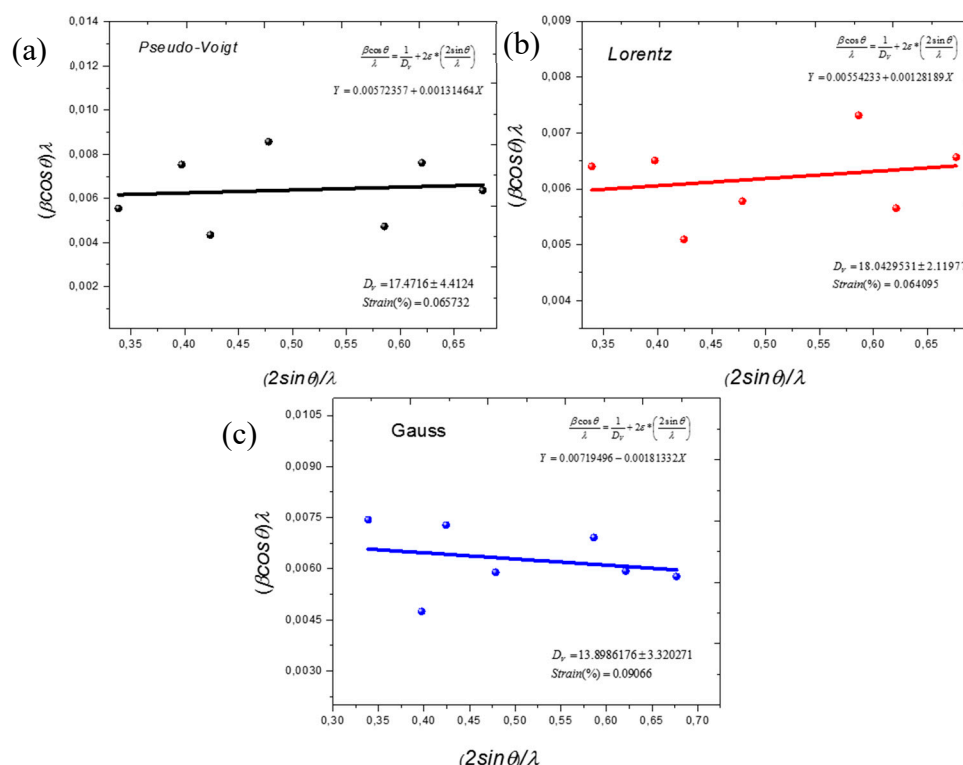 (a)
Pseudo-Voigt
βcosθ/λ = 1/D_V + 2ε*(2sinθ/λ)
Y = 0.00572357 + 0.00131464X
0,014
0,012
0,010
0,008
0,006
0,004
0,002
(βcosθ)λ
D_V = 17.4716 ± 4.4124
Strain(%) = 0.065732
0,35 0,40 0,45 0,50 0,55 0,60 0,65
(2sinθ)/λ
(b)
Lorentz
βcosθ/λ = 1/D_V + 2ε*(2sinθ/λ)
Y = 0.00554233 + 0.00128189X
0,009
0,008
0,007
0,006
0,005
0,004
(βcosθ)λ
D_V = 18.0429531 ± 2.11977
Strain(%) = 0.064095
0,35 0,40 0,45 0,50 0,55 0,60 0,65
(2sinθ)/λ
(c)
Gauss
βcosθ/λ = 1/D_V + 2ε*(2sinθ/λ)
Y = 0.00719496 − 0.00181332X
0,0105
0,0090
0,0075
0,0060
0,0045
0,0030
(βcosθ)λ
D_V = 13.8986176 ± 3.320271
Strain(%) = 0.09066
0,30 0,35 0,40 0,45 0,50 0,55 0,60 0,65 0,70
(2sinθ)/λ